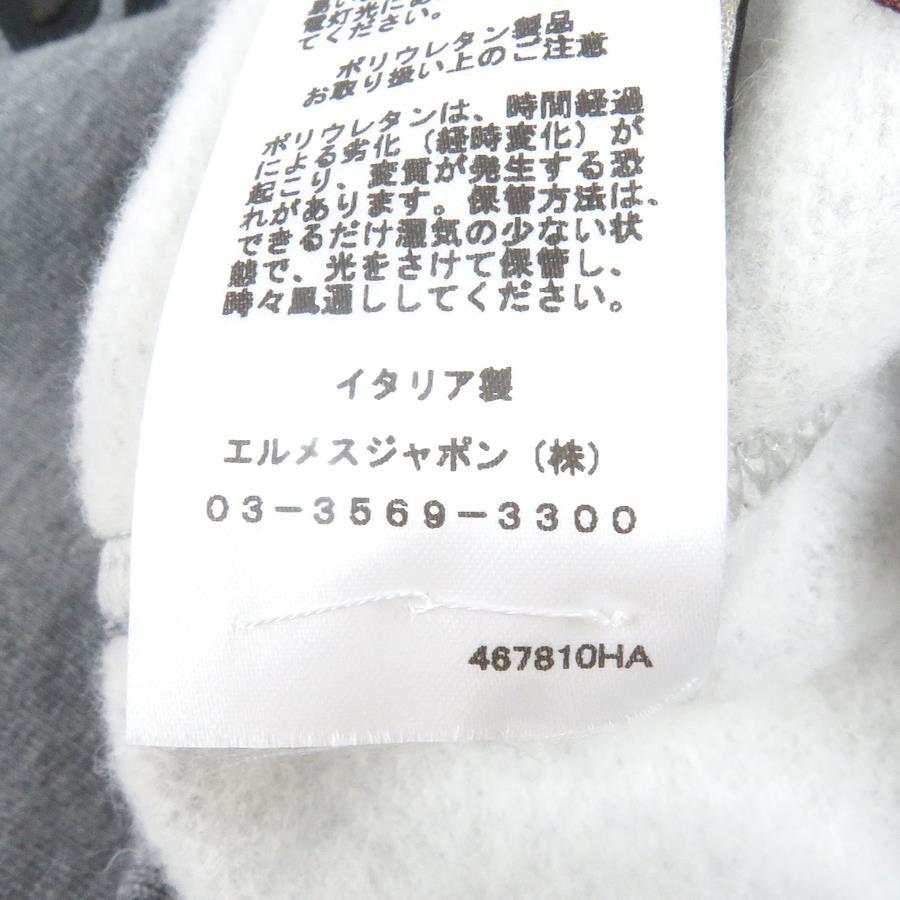 電灯光にあ
てください。
ポリウレタン製品
お取り扱い上のご注意
ポリウレタンは、時間経過
による劣化（経時変化）が
起こり、変質が発生する恐
れがあります。保管方法は、
できるだけ湿気の少ない状
態で、光をさけて保管し、
時々風通ししてください。
イタリア製
エルメスジャポン（株）
03-3569-3300
467810HA